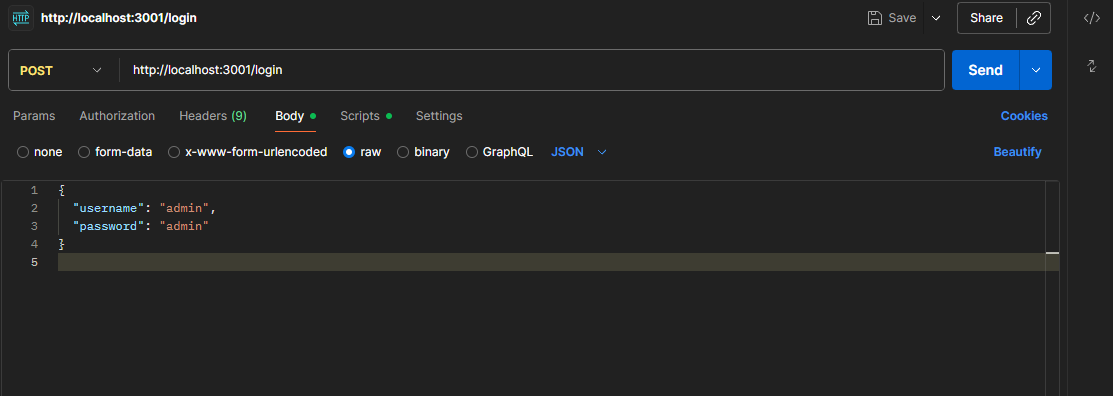 HTTP http://localhost:3001/login Save Share </>
POST http://localhost:3001/login Send
Params Authorization Headers (9) Body Scripts Settings Cookies
none form-data x-www-form-urlencoded raw binary GraphQL JSON Beautify
1 {
2 "username": "admin",
3 "password": "admin"
4 }
5